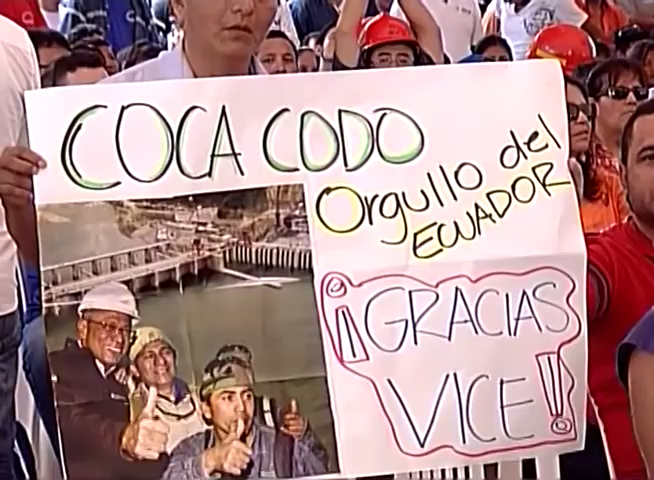 COCA CODO
Orgullo del
ECUADOR
¡¡GRACIAS
VICE!!